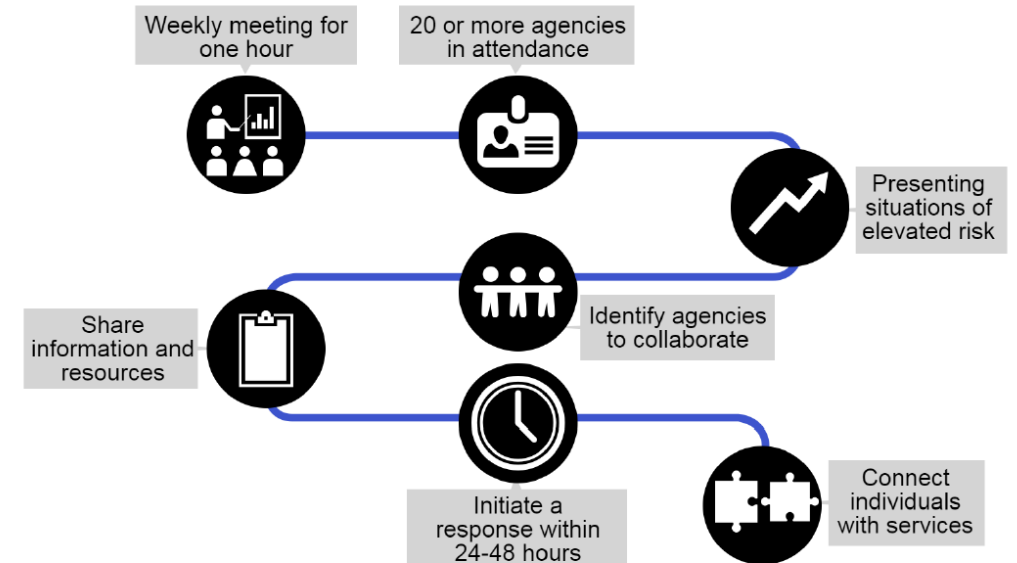 Weekly meeting for
one hour
20 or more agencies
in attendance
Presenting
situations of
elevated risk
Identify agencies
to collaborate
Share
information and
resources
Initiate a
response within
24-48 hours
Connect
individuals
with services